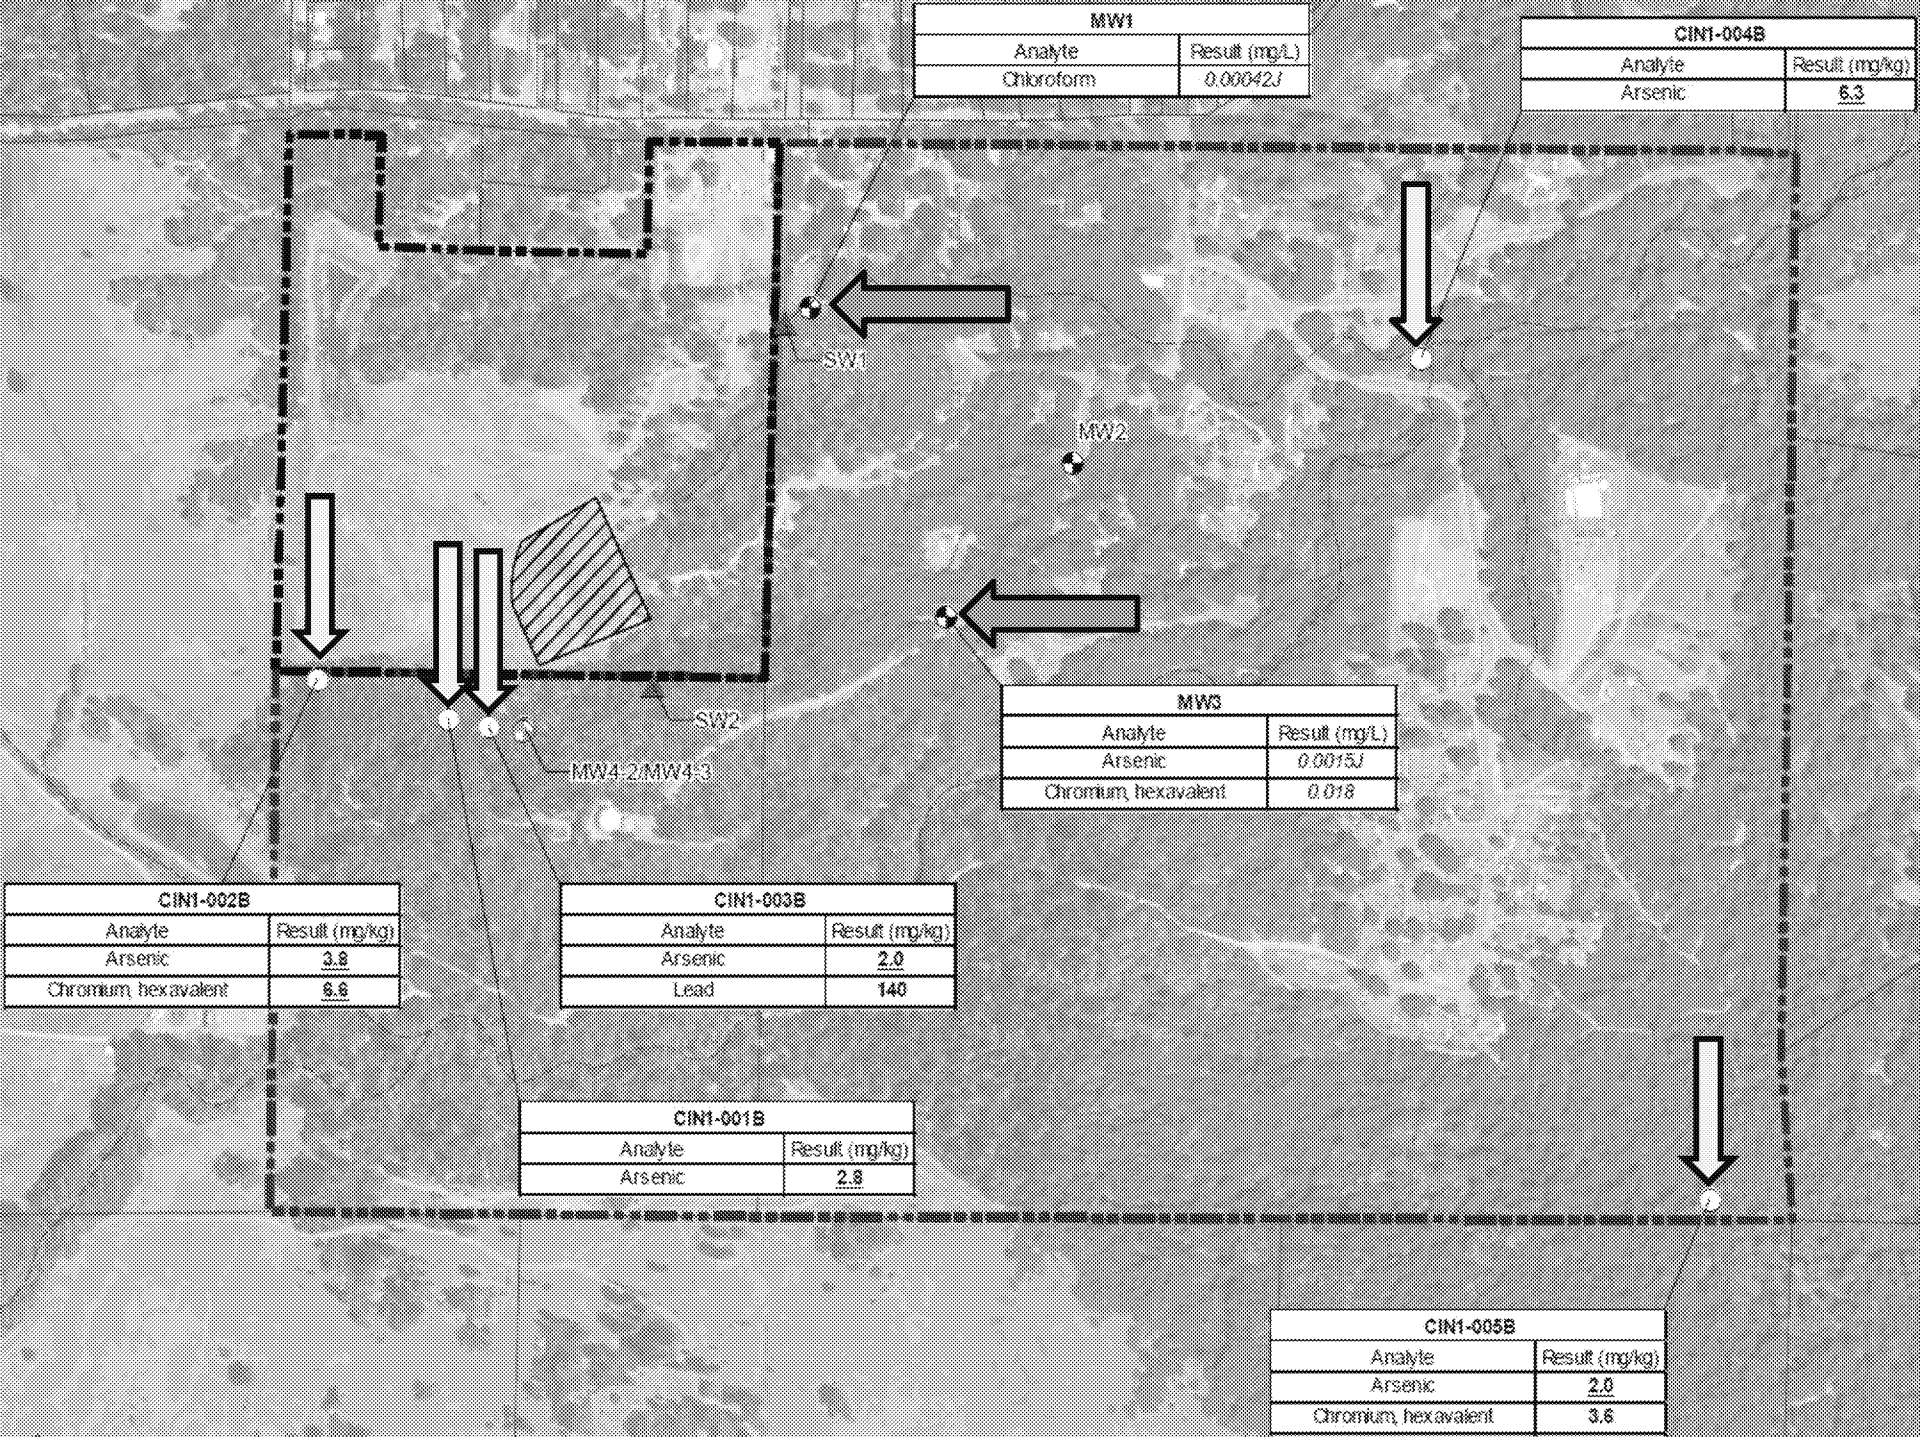 MW1
Analyte Result (mg/L)
Chloroform 0.00042J
CIN1-004B
Analyte Result (mg/kg)
Arsenic 6.3
SW1
MW2
SW2
MW4-2/MW4-3
MW3
Analyte Result (mg/L)
Arsenic 0.0015J
Chromium, hexavalent 0.018
CIN1-002B
Analyte Result (mg/kg)
Arsenic 3.8
Chromium, hexavalent 6.6
CIN1-003B
Analyte Result (mg/kg)
Arsenic 2.0
Lead 140
CIN1-001B
Analyte Result (mg/kg)
Arsenic 2.8
CIN1-005B
Analyte Result (mg/kg)
Arsenic 2.0
Chromium, hexavalent 3.6